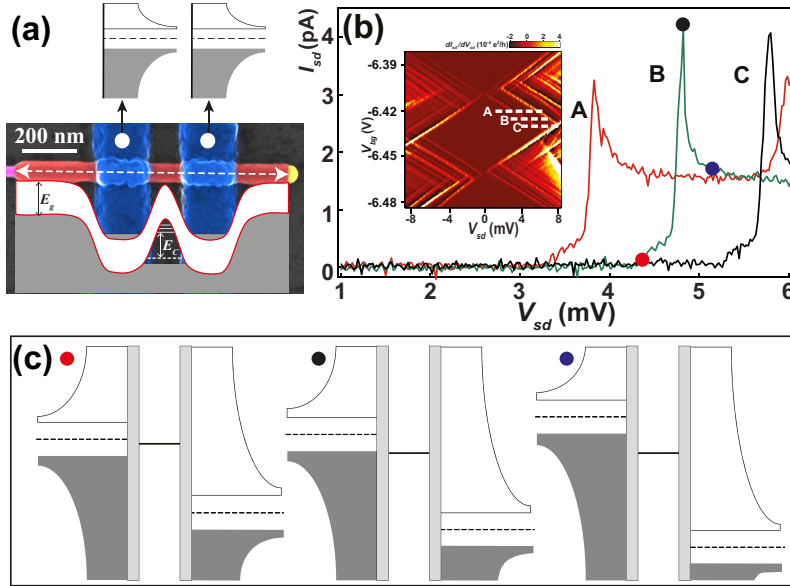 (a)
200 nm
E_g
E_C
(b)
I_sd (pA)
4
3
2
1
0
1
2
3
4
5
6
V_sd (mV)
A
B
C
dI_sd/dV_sd (10⁻⁴ e²/h)
-2
0
2
4
-6.39
-6.42
-6.45
-6.48
V_bg (V)
A
B
C
-8
-4
0
4
8
V_sd (mV)
(c)